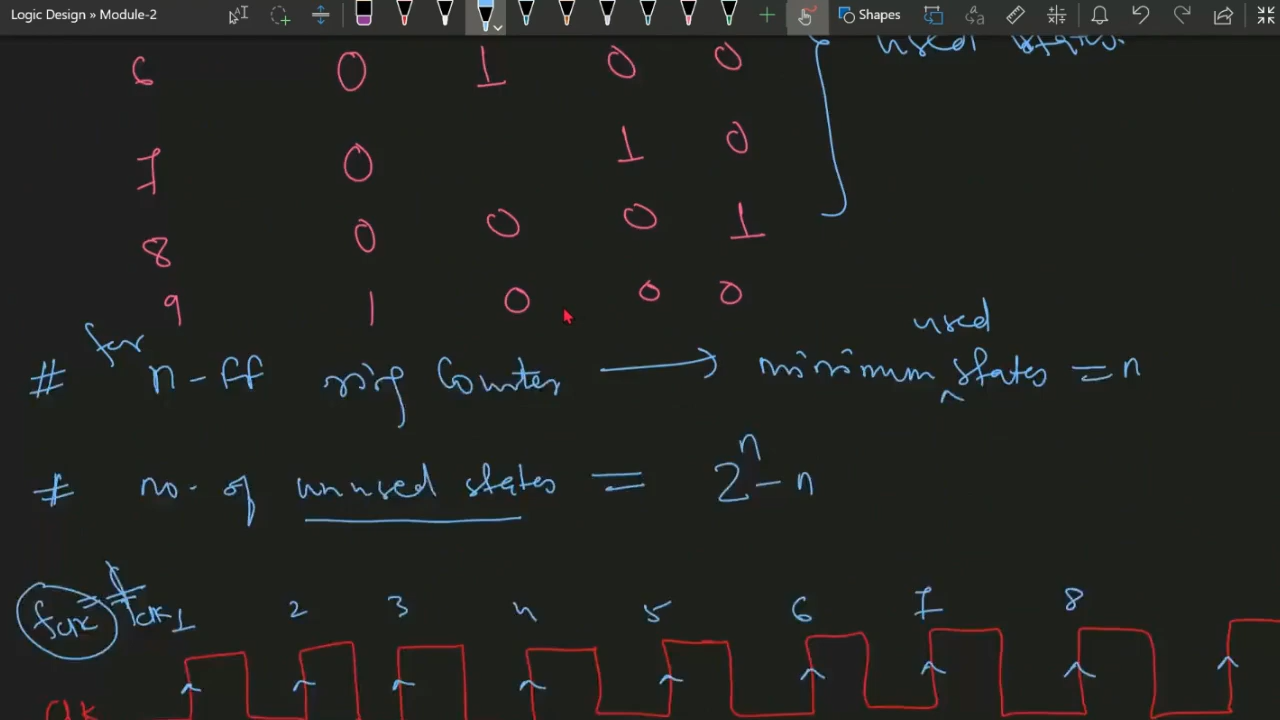 Logic Design » Module-2
Shapes
used states.
6 0 1 0 0
7 0 1 0
8 0 0 0 1
9 1 0 0 0
used
for
# n-ff ring Counter → minimum ^ states = n
# no. of unused states = 2^n - n
fclk = f
1 2 3 4 5 6 7 8
clk